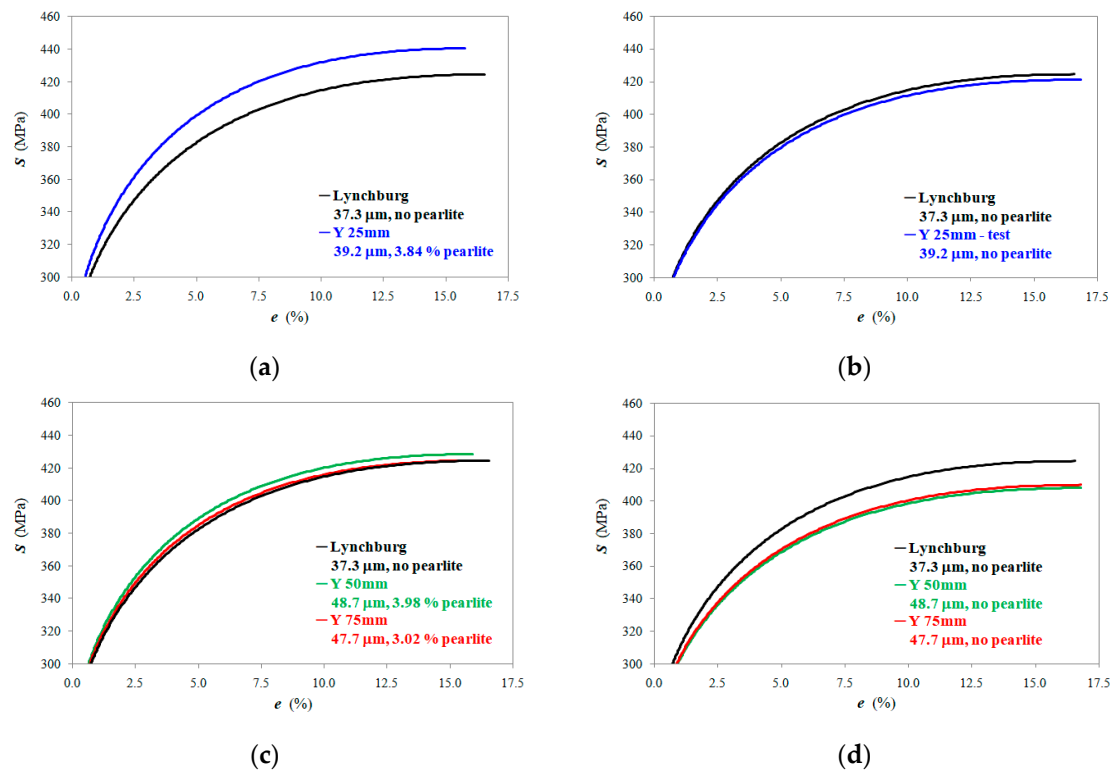 460
440
420
400
380
360
340
320
300
S (MPa)
0.0 2.5 5.0 7.5 10.0 12.5 15.0 17.5
e (%)
Lynchburg
37.3 μm, no pearlite
Y 25mm
39.2 μm, 3.84 % pearlite
(a)
460
440
420
400
380
360
340
320
300
S (MPa)
0.0 2.5 5.0 7.5 10.0 12.5 15.0 17.5
e (%)
Lynchburg
37.3 μm, no pearlite
Y 25mm - test
39.2 μm, no pearlite
(b)
460
440
420
400
380
360
340
320
300
S (MPa)
0.0 2.5 5.0 7.5 10.0 12.5 15.0 17.5
e (%)
Lynchburg
37.3 μm, no pearlite
Y 50mm
48.7 μm, 3.98 % pearlite
Y 75mm
47.7 μm, 3.02 % pearlite
(c)
460
440
420
400
380
360
340
320
300
S (MPa)
0.0 2.5 5.0 7.5 10.0 12.5 15.0 17.5
e (%)
Lynchburg
37.3 μm, no pearlite
Y 50mm
48.7 μm, no pearlite
Y 75mm
47.7 μm, no pearlite
(d)